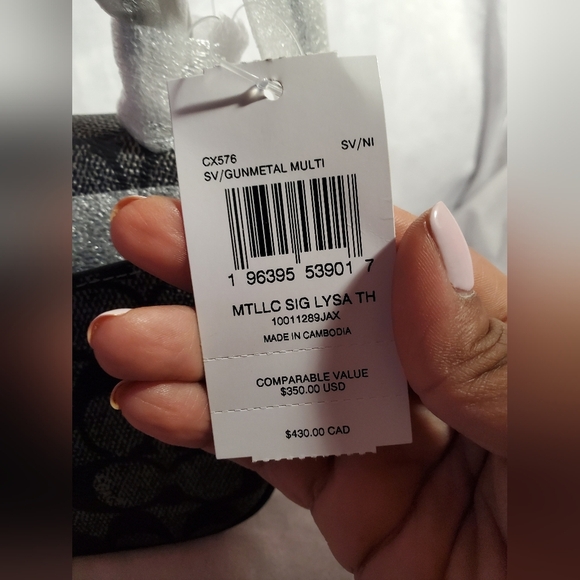 CX576 SV/NI
SV/GUNMETAL MULTI
1 96395 53901 7
MTLLC SIG LYSA TH
10011289JAX
MADE IN CAMBODIA
COMPARABLE VALUE
$350.00 USD
$430.00 CAD